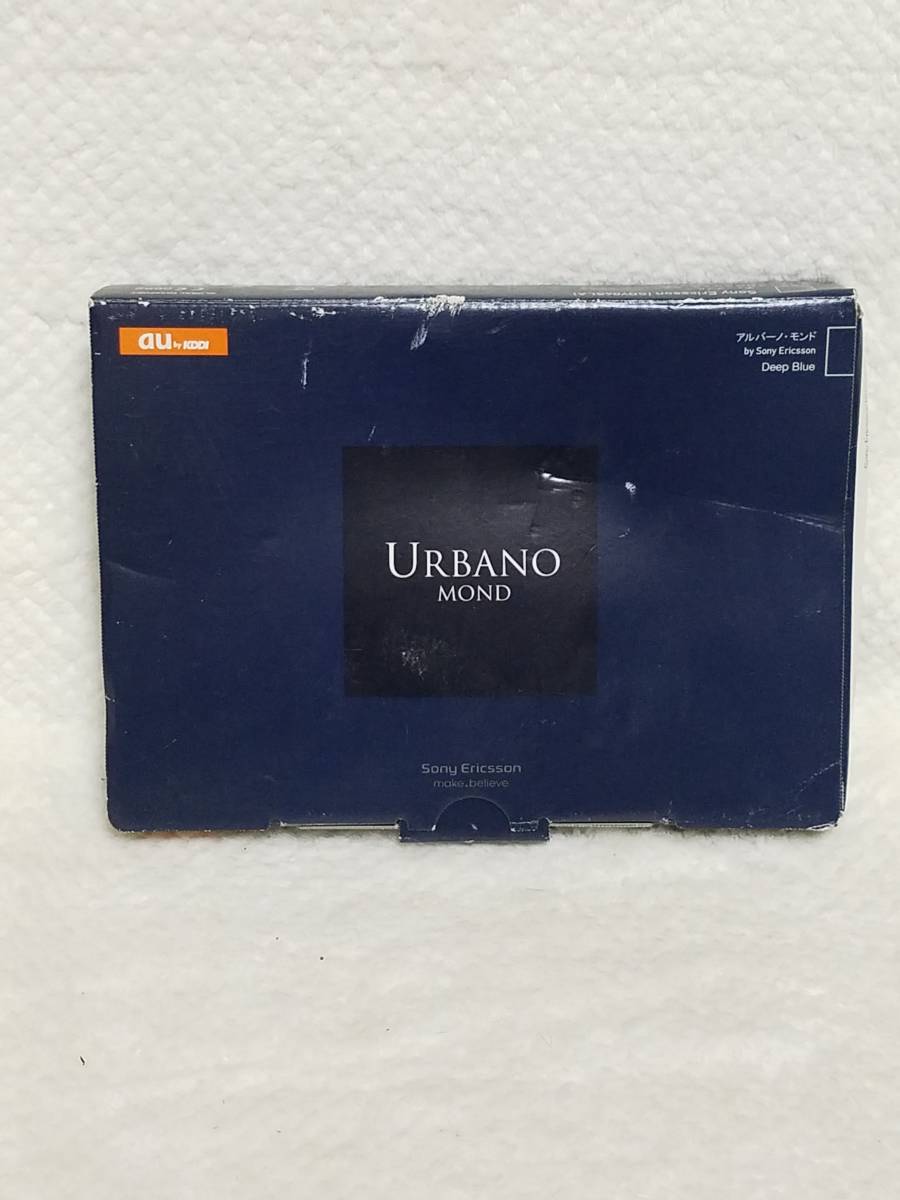 au by KDDI
アルバーノ・モンド
by Sony Ericsson
Deep Blue
URBANO
MOND
Sony Ericsson
make.believe